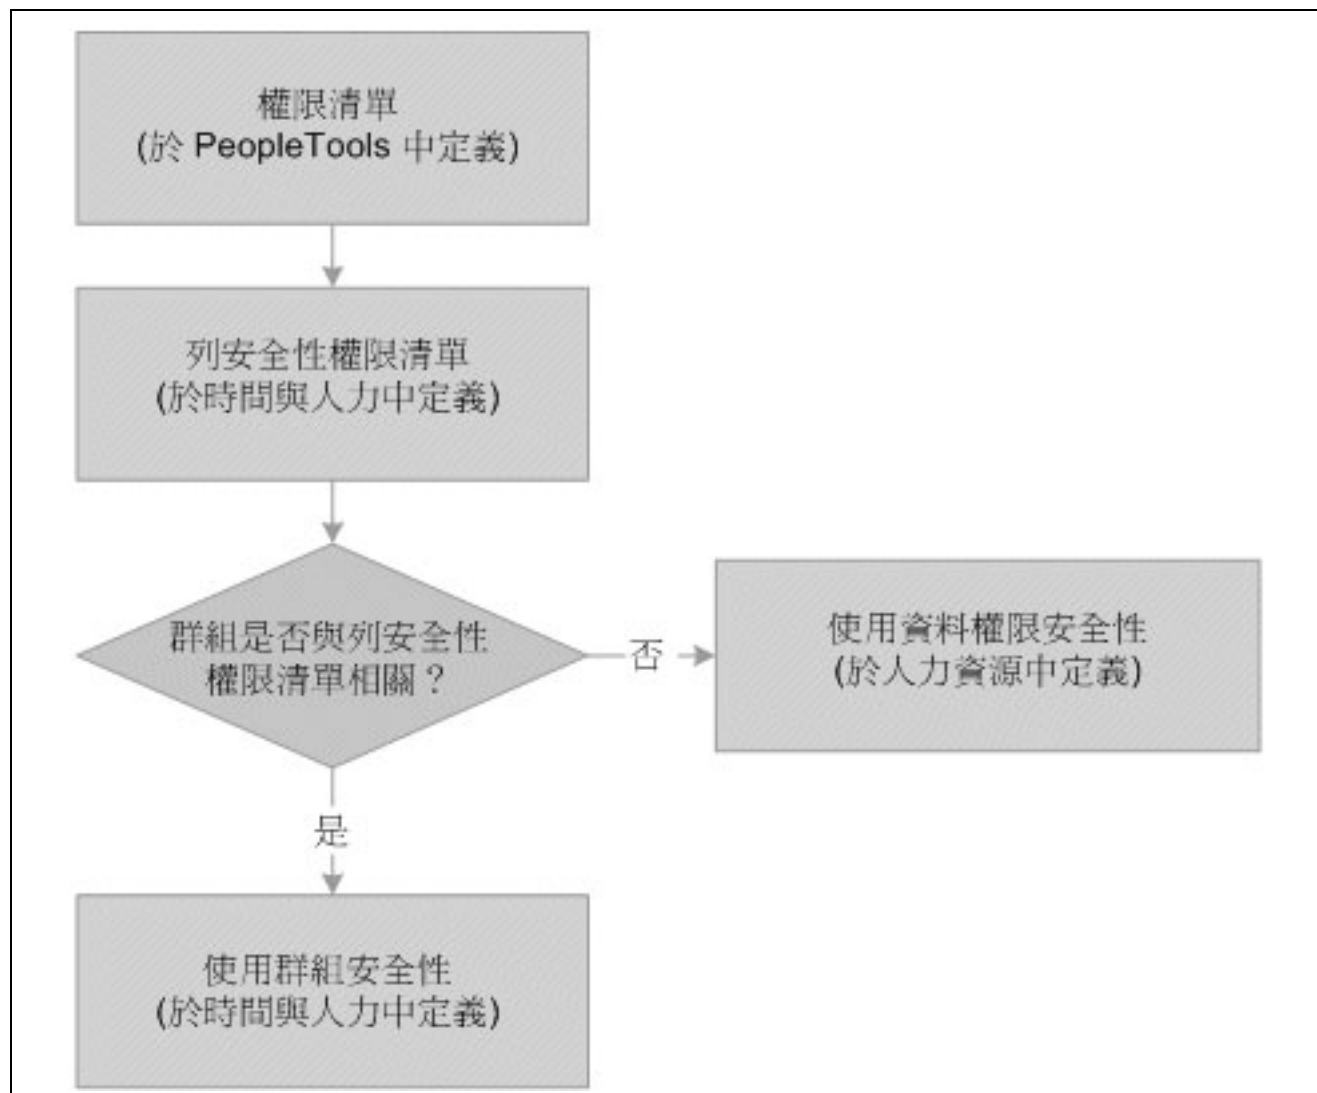 權限清單
(於 PeopleTools 中定義)
列安全性權限清單
(於時間與人力中定義)
群組是否與列安全性
權限清單相關？
否
使用資料權限安全性
(於人力資源中定義)
是
使用群組安全性
(於時間與人力中定義)